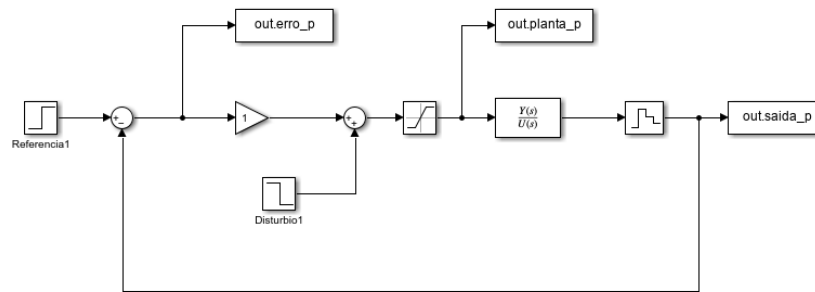 out.erro_p
out.planta_p
Referencia1
+
−
1
+
+
Y(s)
U(s)
out.saida_p
Disturbio1